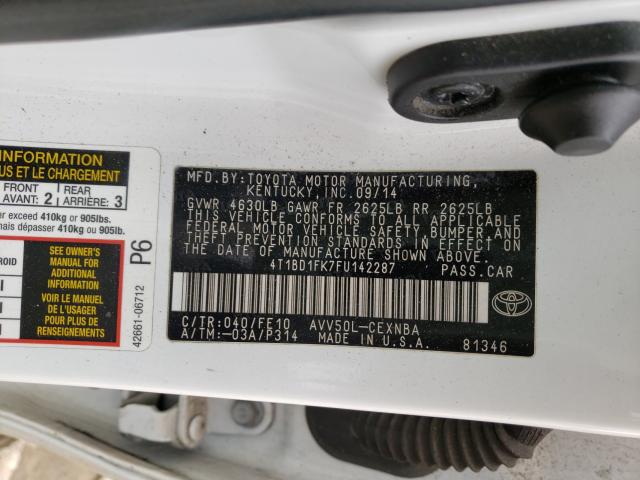 INFORMATION
US ET LE CHARGEMENT
FRONT
AVANT: 2
REAR
ARRIÈRE: 3
er exceed 410kg or 905lbs.
mais dépasser 410kg ou 905lb.
SEE OWNER'S
MANUAL FOR
ADDITIONAL
INFORMATION
VOIR LE MANUEL
DE L'USAGER
POUR PLUS DE
RENSEIGNEMENTS
P6
42661-06712
MFD. BY: TOYOTA MOTOR MANUFACTURING,
KENTUCKY, INC. 09/14
GVWR 4630LB GAWR FR 2625LB RR 2625LB
THIS VEHICLE CONFORMS TO ALL APPLICABLE
FEDERAL MOTOR VEHICLE SAFETY, BUMPER, AND
THEFT PREVENTION STANDARDS IN EFFECT ON
THE DATE OF MANUFACTURE SHOWN ABOVE.
4T1BD1FK7FU142287 PASS. CAR
C/TR: 040/FE10 AVV50L-CEXNBA
A/TM: -03A/P314 MADE IN U.S.A.
81346
TOYOTA